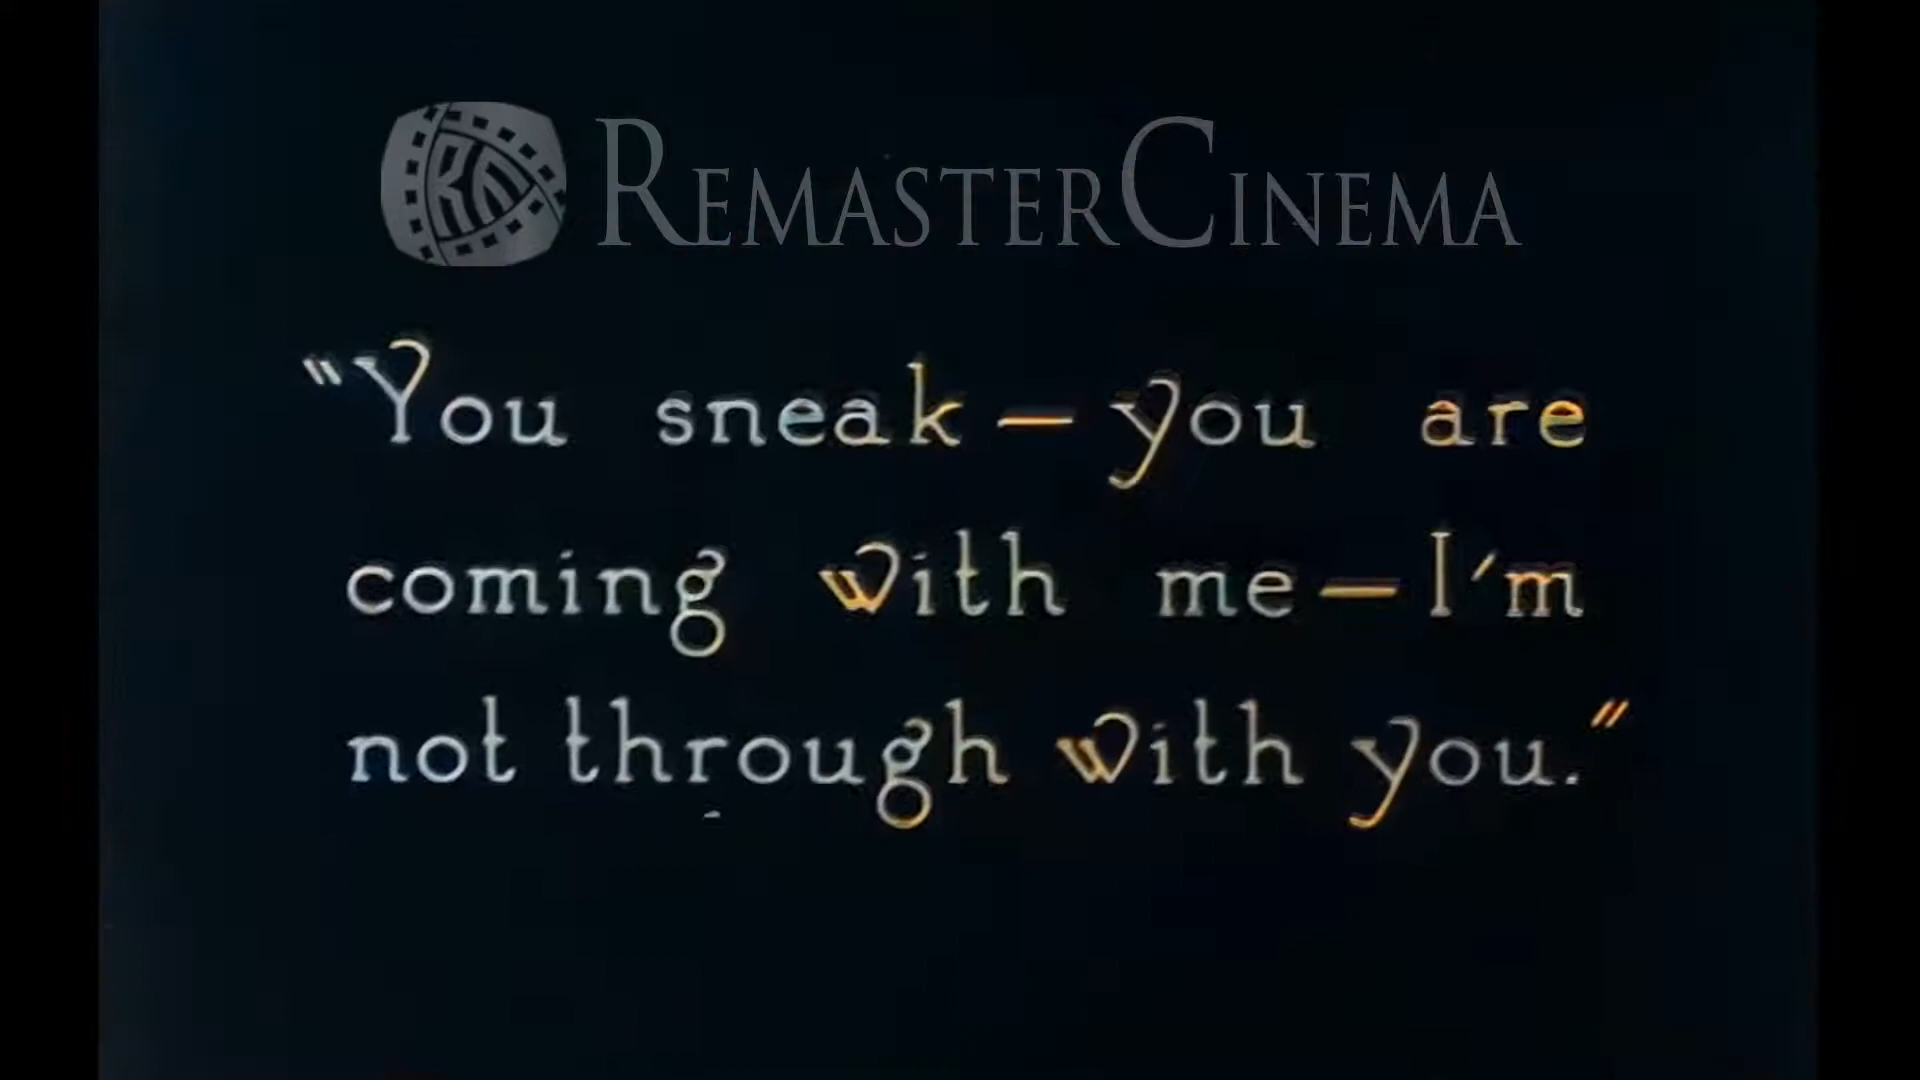 REMASTERCINEMA
"You sneak — you are
coming with me — I'm
not through with you."